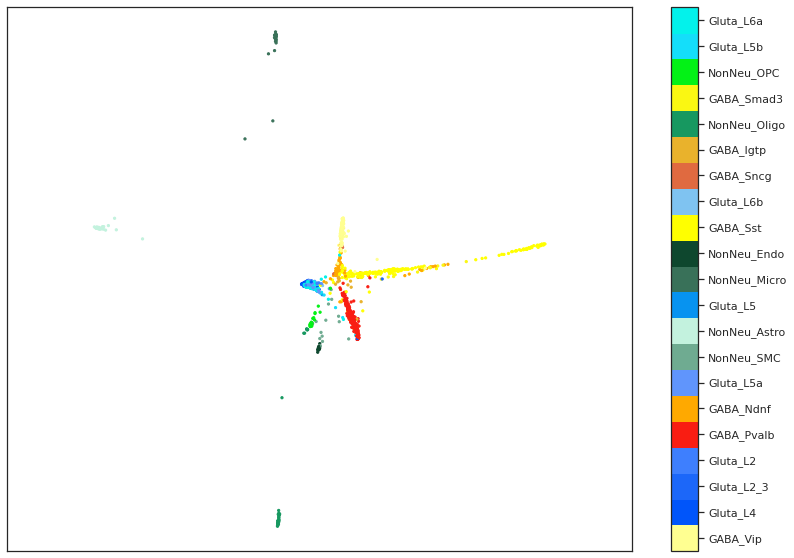 Gluta_L6a
Gluta_L5b
NonNeu_OPC
GABA_Smad3
NonNeu_Oligo
GABA_Igtp
GABA_Sncg
Gluta_L6b
GABA_Sst
NonNeu_Endo
NonNeu_Micro
Gluta_L5
NonNeu_Astro
NonNeu_SMC
Gluta_L5a
GABA_Ndnf
GABA_Pvalb
Gluta_L2
Gluta_L2_3
Gluta_L4
GABA_Vip